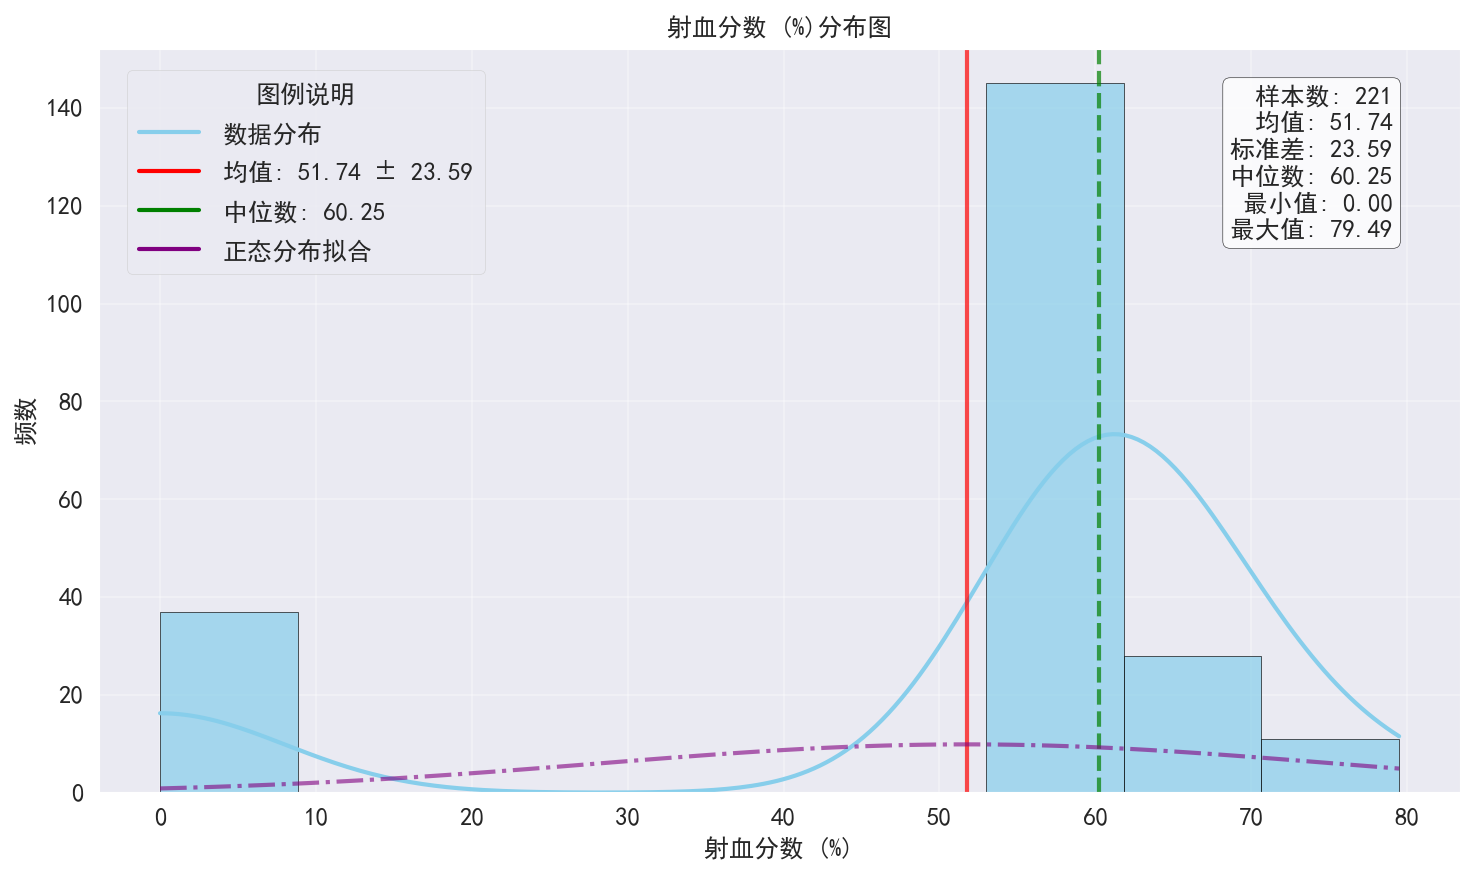 射血分数 (%)分布图
图例说明
数据分布
均值: 51.74 ± 23.59
中位数: 60.25
正态分布拟合
样本数: 221
均值: 51.74
标准差: 23.59
中位数: 60.25
最小值: 0.00
最大值: 79.49
频数
140
120
100
80
60
40
20
0
0 10 20 30 40 50 60 70 80
射血分数 (%)